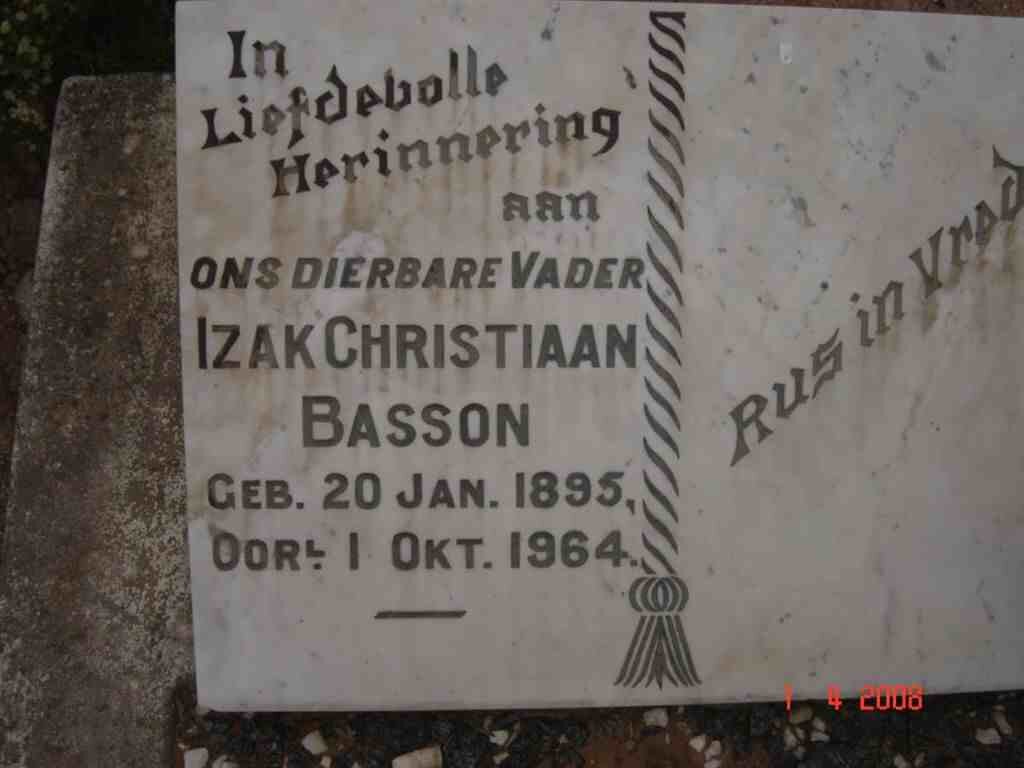 In
Liefdevolle
Herinnering
aan
ONS DIERBARE VADER
IZAK CHRISTIAAN
BASSON
GEB. 20 JAN. 1895,
OORL. 1 OKT. 1964.
Rus in
1 4 2008